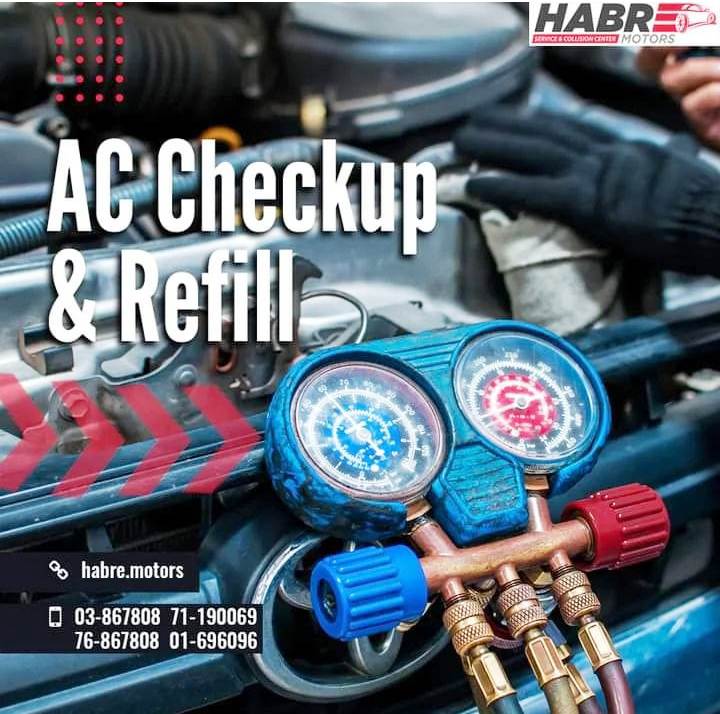 HABRE
SERVICE & COLLISION CENTER MOTORS
AC Checkup
& Refill
habre.motors
03-867808 71-190069
76-867808 01-696096